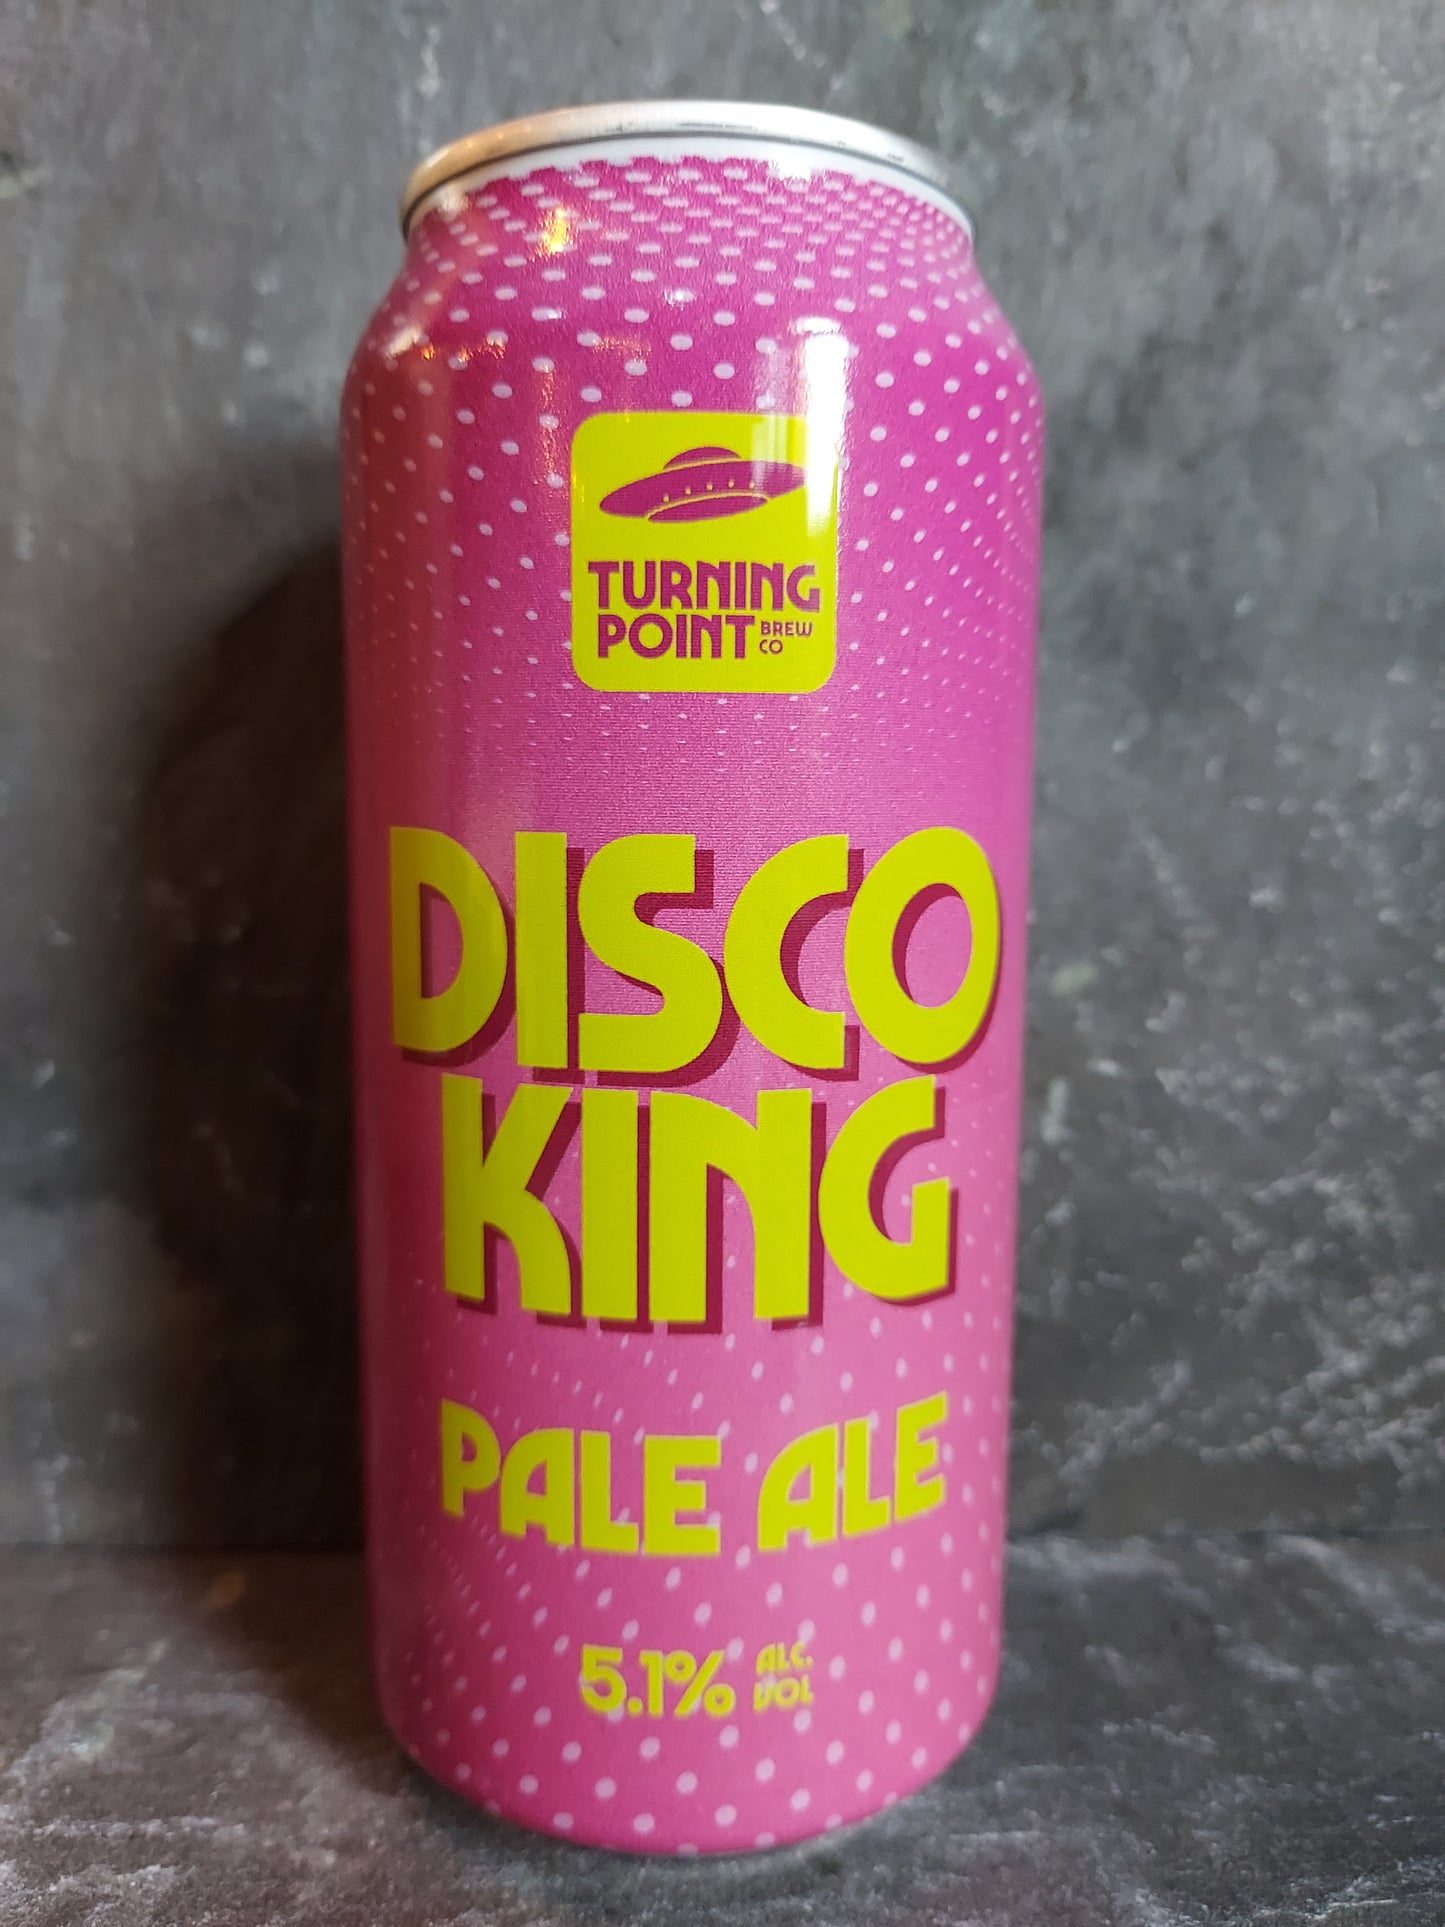 TURNING
POINT BREW
CO
DISCO
KING
PALE ALE
5.1% ALC.
VOL